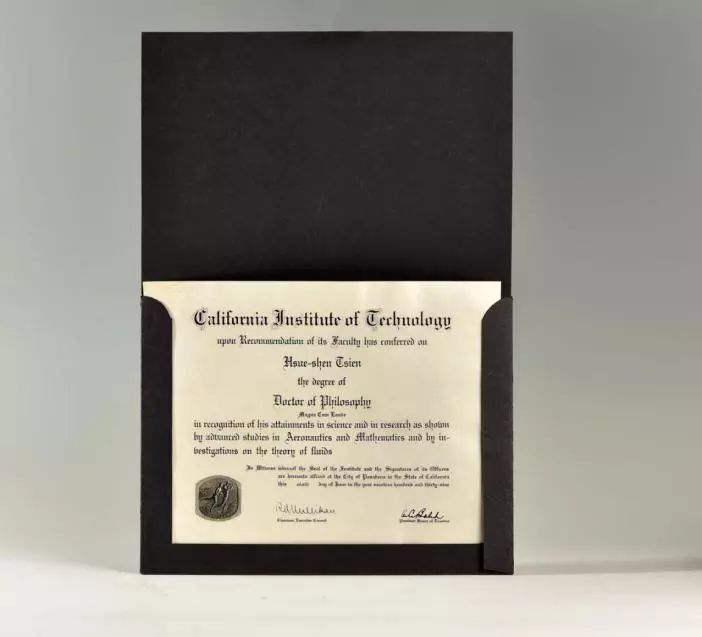 California Institute of Technology
upon Recommendation of its Faculty has conferred on
Hsue-shen Tsien
the degree of
Doctor of Philosophy
Magna Cum Laude
in recognition of his attainments in science and in research as shown
by advanced studies in Aeronautics and Mathematics and by in-
vestigations on the theory of fluids
In Witness whereof the Seal of the Institute and the Signatures of its Officers
are hereunto affixed at the City of Pasadena in the State of California
this ninth day of June in the year nineteen hundred and thirty-nine
Chairman Executive Council
President Board of Trustees